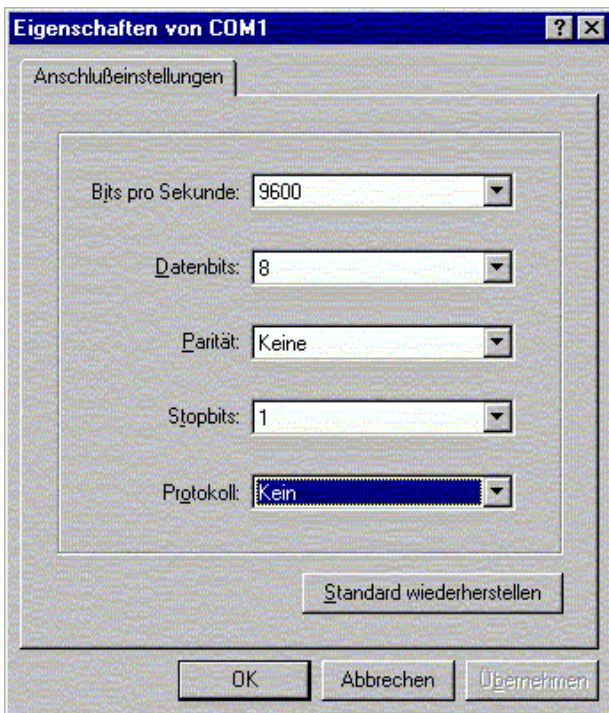 Eigenschaften von COM1
Anschlußeinstellungen
Bits pro Sekunde: 9600
Datenbits: 8
Parität: Keine
Stopbits: 1
Protokoll: Kein
Standard wiederherstellen
OK Abbrechen Übernehmen